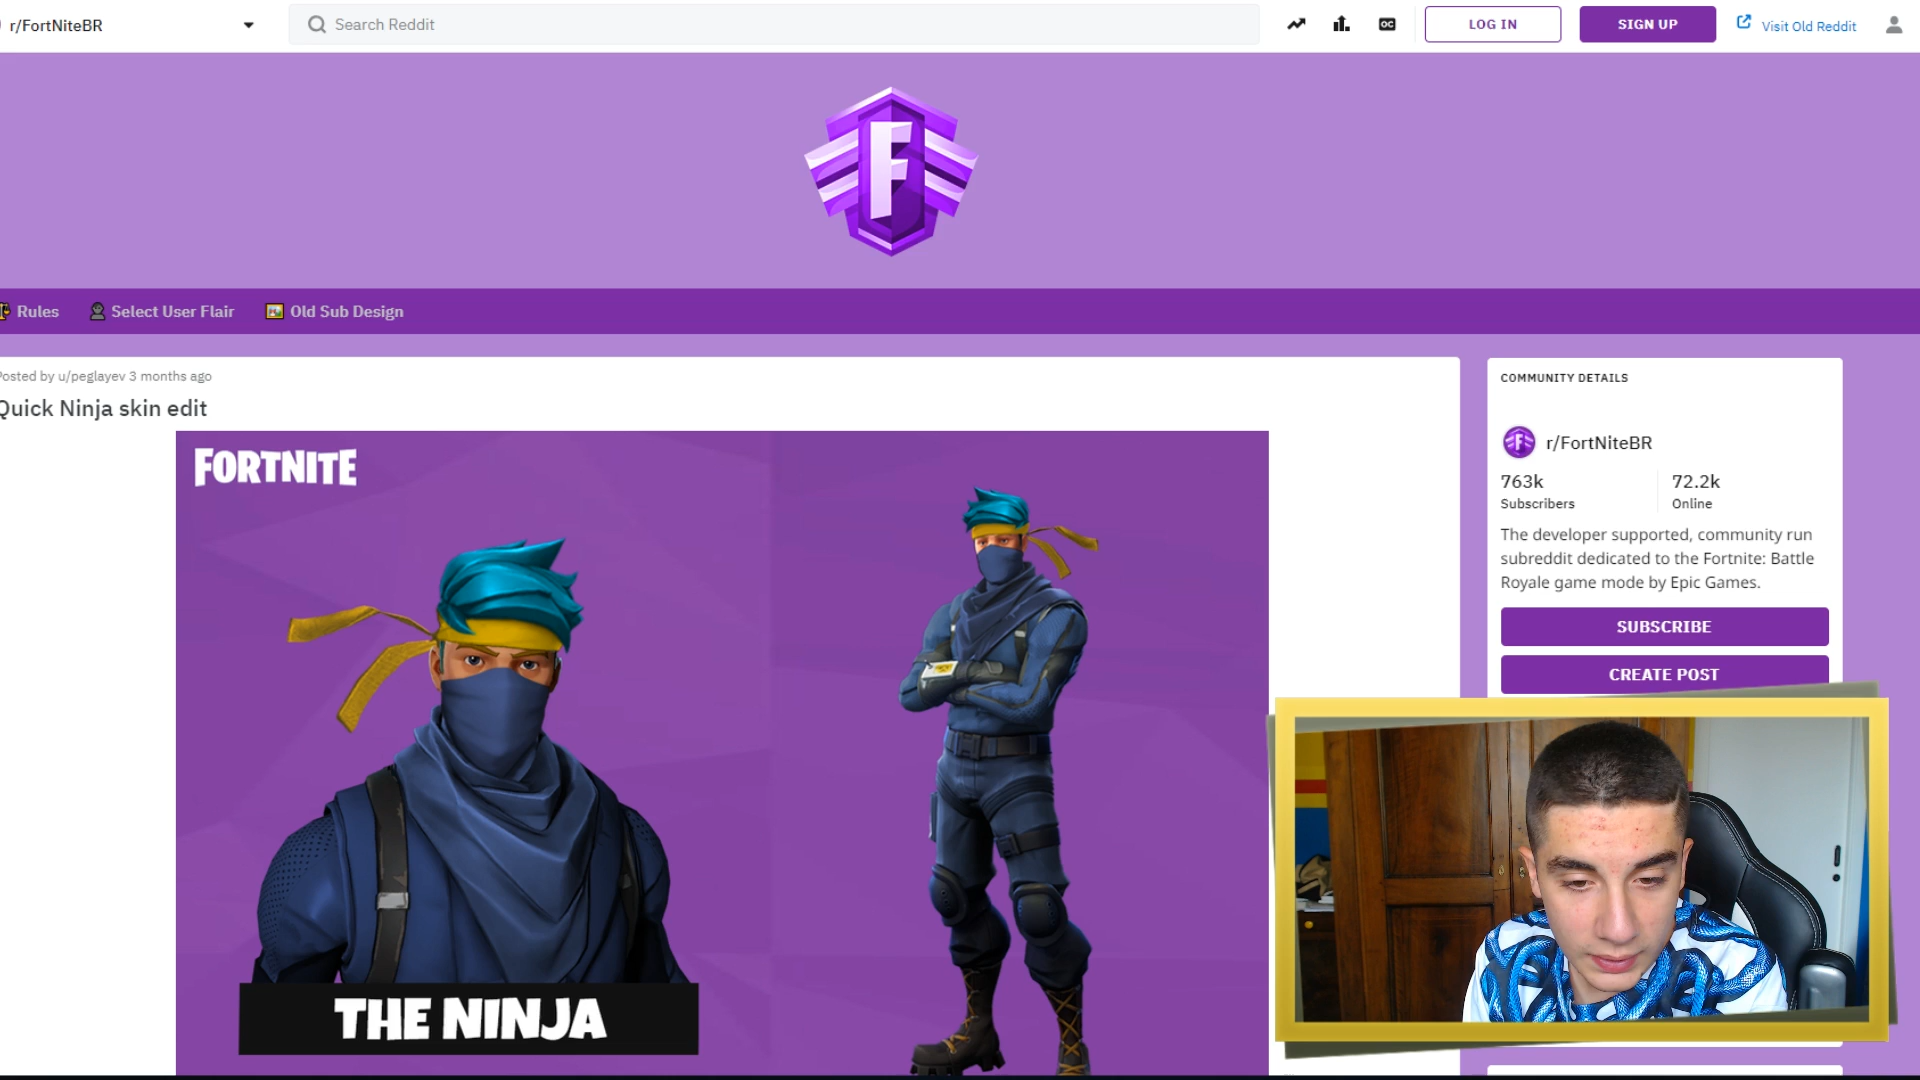 r/FortNiteBR
Search Reddit
OC
LOG IN
SIGN UP
Visit Old Reddit
F
Rules
Select User Flair
Old Sub Design
Posted by u/peglayev 3 months ago
Quick Ninja skin edit
FORTNITE
THE NINJA
COMMUNITY DETAILS
r/FortNiteBR
763k
72.2k
Subscribers
Online
The developer supported, community run
subreddit dedicated to the Fortnite: Battle
Royale game mode by Epic Games.
SUBSCRIBE
CREATE POST